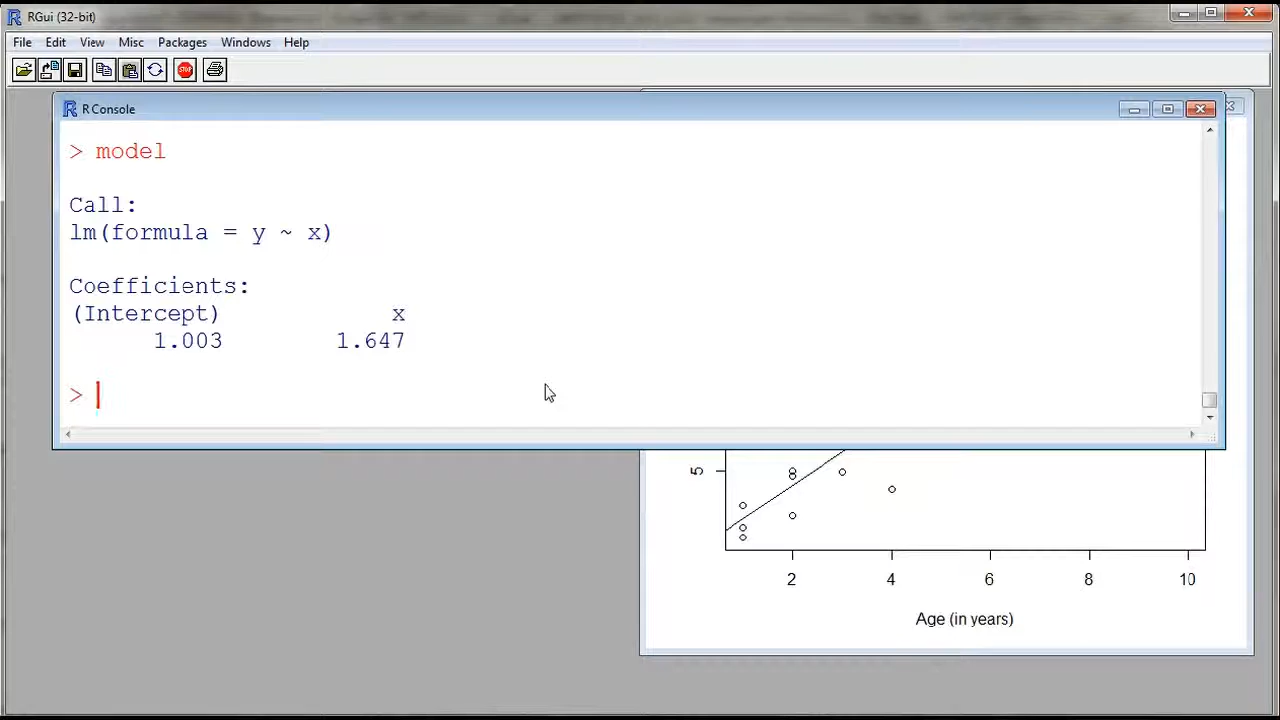 RGui (32-bit)
File Edit View Misc Packages Windows Help
STOP
R Console
> model
Call:
lm(formula = y ~ x)
Coefficients:
(Intercept) x
1.003 1.647
>
5
2 4 6 8 10
Age (in years)